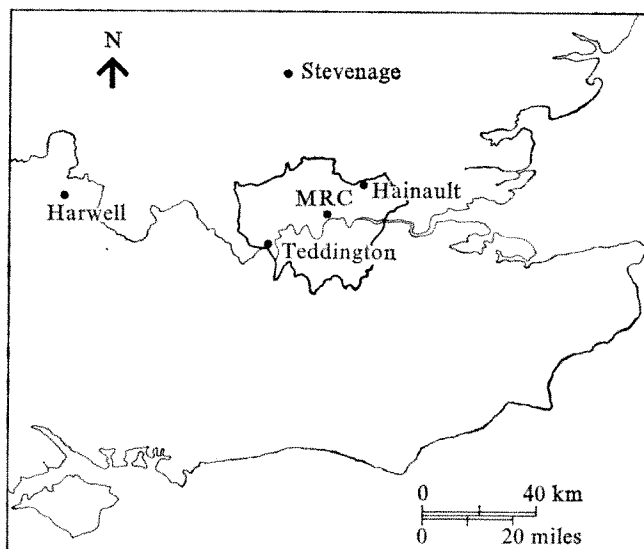 N
Stevenage
Hainault
MRC
Harwell
Teddington
0 40 km
0 20 miles